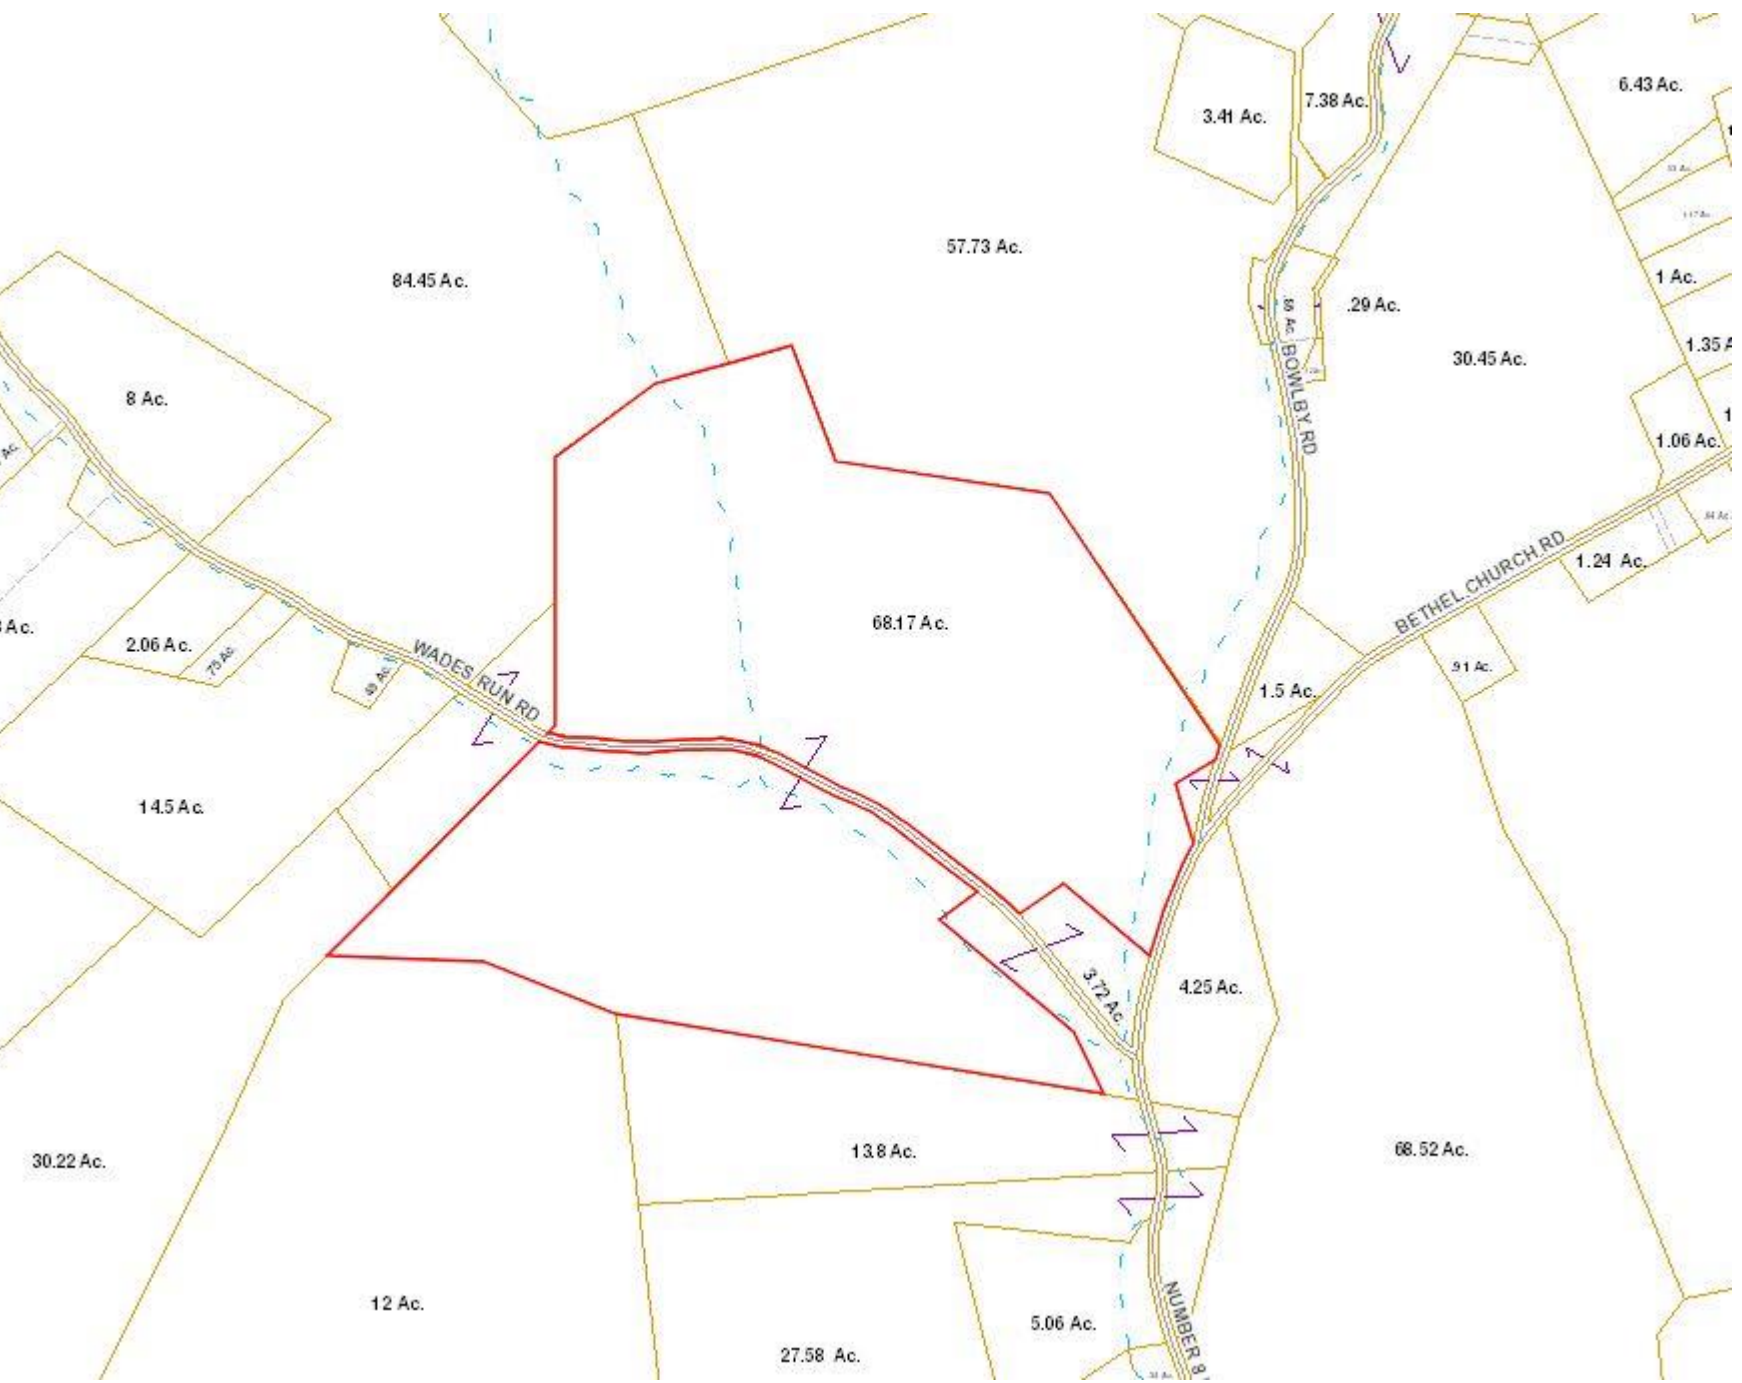 6.43 Ac.
7.38 Ac.
3.41 Ac.
57.73 Ac.
84.45 Ac.
1 Ac.
.29 Ac.
1.35 A
30.45 Ac.
BOWLBY RD
8 Ac.
1.06 Ac.
Ac.
BETHEL CHURCH RD
1.24 Ac.
68.17 Ac.
Ac.
2.06 Ac.
.75 Ac.
WADES RUN RD
.91 Ac.
1.5 Ac.
14.5 Ac.
3.72 Ac.
4.25 Ac.
13.8 Ac.
68.52 Ac.
30.22 Ac.
12 Ac.
5.06 Ac.
NUMBER 8
27.58 Ac.